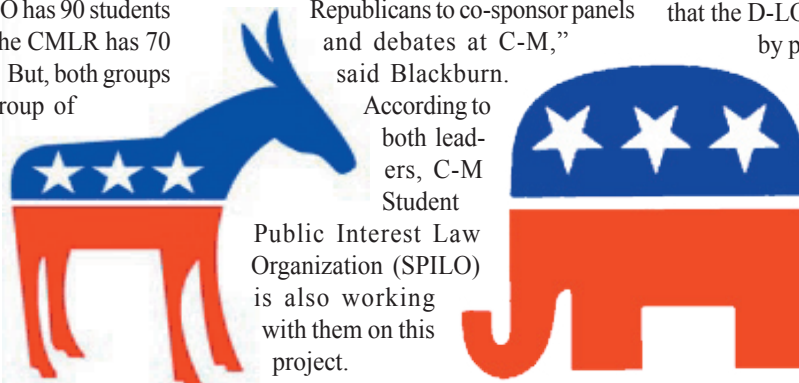 O has 90 students
he CMLR has 70
But, both groups
roup of
Republicans to co-sponsor panels
and debates at C-M,”
said Blackburn.
According to
both lead-
ers, C-M
Student
Public Interest Law
Organization (SPILO)
is also working
with them on this
project.
that the D-LO
by p